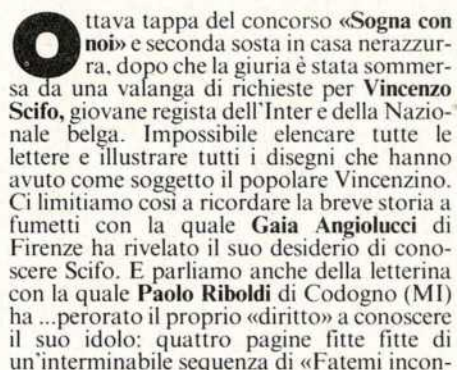 Ottava tappa del concorso «Sogna con
noi» e seconda sosta in casa nerazzur-
ra, dopo che la giuria è stata sommer-
sa da una valanga di richieste per Vincenzo
Scifo, giovane regista dell'Inter e della Nazio-
nale belga. Impossibile elencare tutte le
lettere e illustrare tutti i disegni che hanno
avuto come soggetto il popolare Vincenzino.
Ci limitiamo così a ricordare la breve storia a
fumetti con la quale Gaia Angiolucci di
Firenze ha rivelato il suo desiderio di cono-
scere Scifo. E parliamo anche della letterina
con la quale Paolo Riboldi di Codogno (MI)
ha ...perorato il proprio «diritto» a conoscere
il suo idolo: quattro pagine fitte fitte di
un'interminabile sequenza di «Fatemi incon-